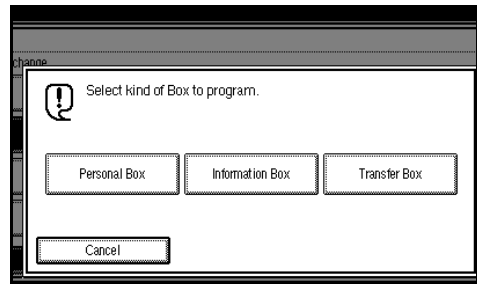 change
Select kind of Box to program.
Personal Box Information Box Transfer Box
Cancel